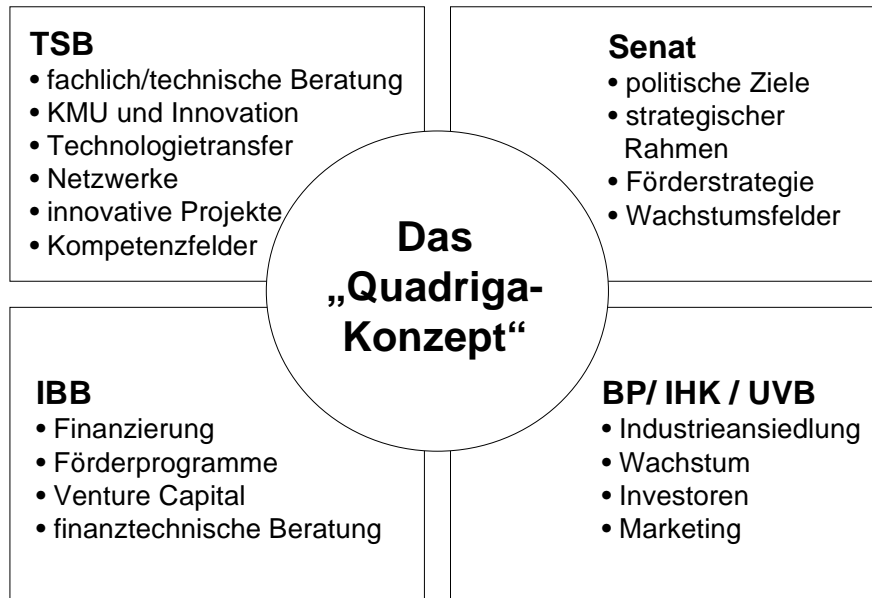 TSB
• fachlich/technische Beratung
• KMU und Innovation
• Technologietransfer
• Netzwerke
• innovative Projekte
• Kompetenzfelder
Senat
• politische Ziele
• strategischer
Rahmen
• Förderstrategie
• Wachstumsfelder
Das
„Quadriga-
Konzept“
IBB
• Finanzierung
• Förderprogramme
• Venture Capital
• finanztechnische Beratung
BP/ IHK / UVB
• Industrieansiedlung
• Wachstum
• Investoren
• Marketing